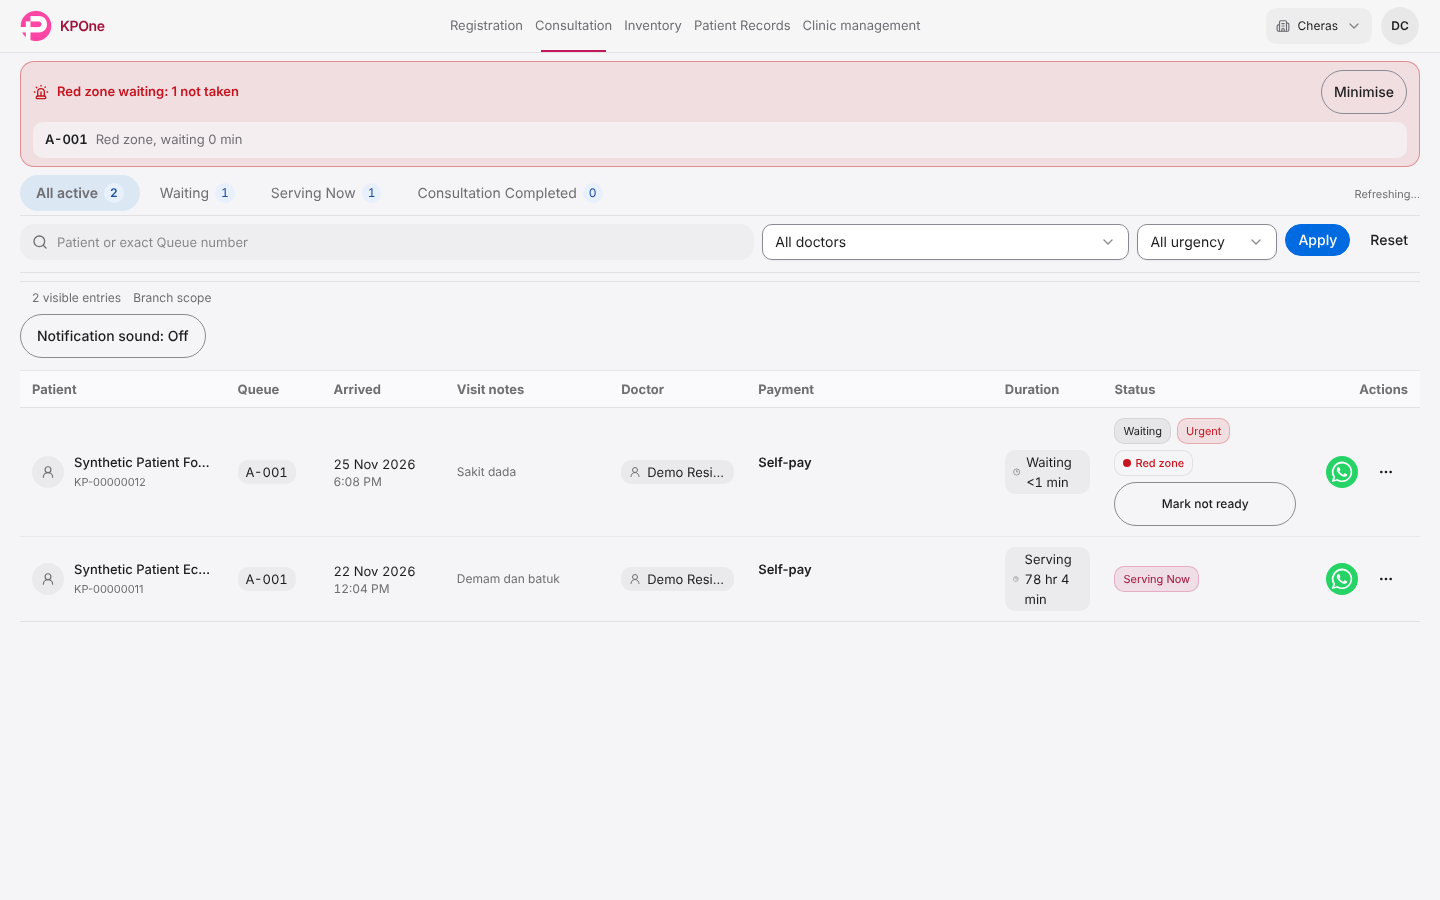 KPOne
Registration Consultation Inventory Patient Records Clinic management
Cheras
DC
Red zone waiting: 1 not taken
Minimise
A-001 Red zone, waiting 0 min
All active 2 Waiting 1 Serving Now 1 Consultation Completed 0
Refreshing...
Patient or exact Queue number
All doctors
All urgency
Apply
Reset
2 visible entries Branch scope
Notification sound: Off
Patient Queue Arrived Visit notes Doctor Payment Duration Status Actions
Synthetic Patient Fo...
KP-00000012
A-001
25 Nov 2026
6:08 PM
Sakit dada
Demo Resi...
Self-pay
Waiting
<1 min
Waiting Urgent
Red zone
Mark not ready
Synthetic Patient Ec...
KP-00000011
A-001
22 Nov 2026
12:04 PM
Demam dan batuk
Demo Resi...
Self-pay
Serving
78 hr 4
min
Serving Now